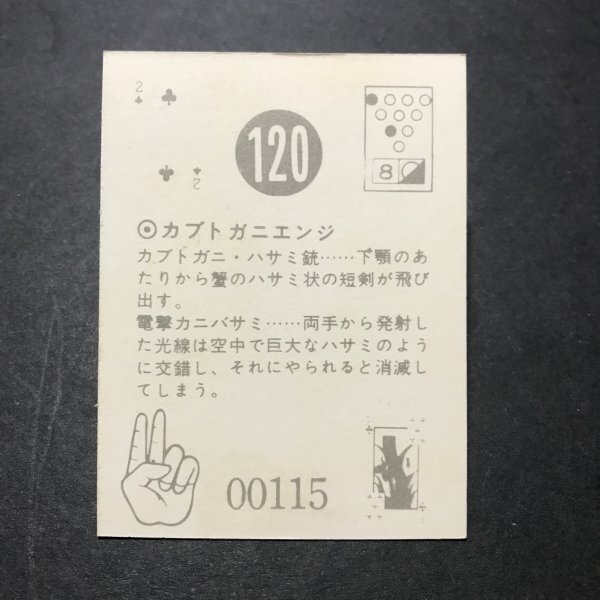 2
120
8
2
カブトガニエンジ
カブトガニ・ハサミ銃……下顎のあ
たりから蟹のハサミ状の短剣が飛び
出す。
電撃カニバサミ……両手から発射し
た光線は空中で巨大なハサミのよう
に交錯し、それにやられると消滅し
てしまう。
00115